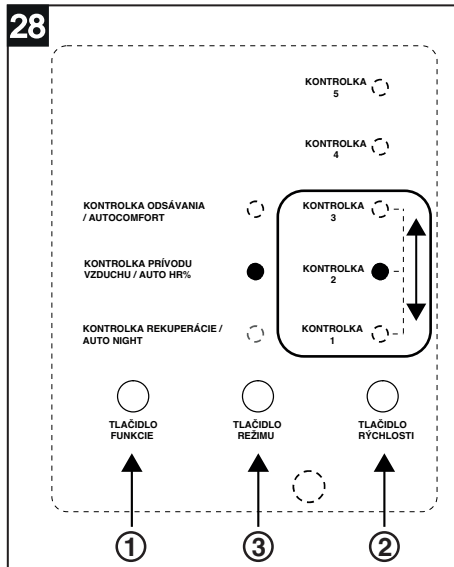 28
KONTROLKA
5
KONTROLKA
4
KONTROLKA ODSÁVANIA
/ AUTOCOMFORT
KONTROLKA
3
KONTROLKA PRÍVODU
VZDUCHU / AUTO HR%
KONTROLKA
2
KONTROLKA REKUPERÁCIE /
AUTO NIGHT
KONTROLKA
1
TLAČIDLO
FUNKCIE
TLAČIDLO
REŽIMU
TLAČIDLO
RÝCHLOSTI
1
3
2